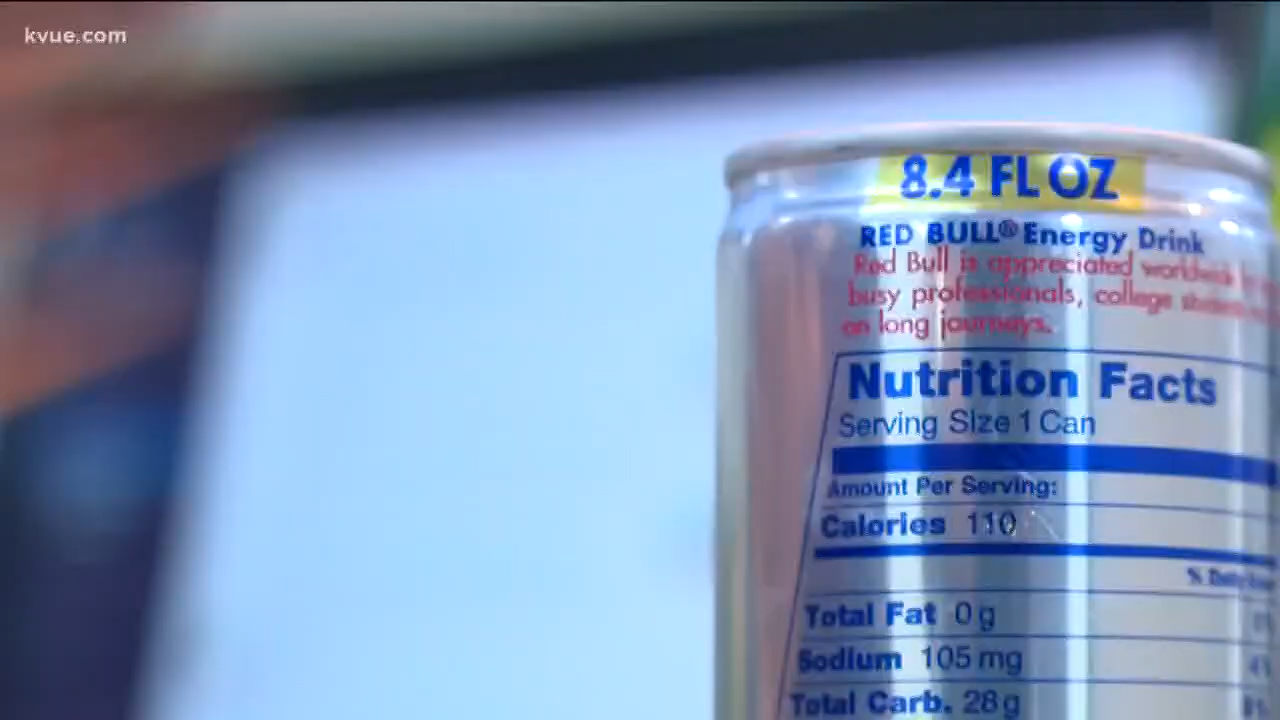 kvue.com
8.4 FL OZ
RED BULL® Energy Drink
Red Bull is appreciated worldwide
busy professionals, college students
on long journeys.
Nutrition Facts
Serving Size 1 Can
Amount Per Serving:
Calories 110
% Daily
Total Fat 0g
Sodium 105mg
Total Carb. 28g